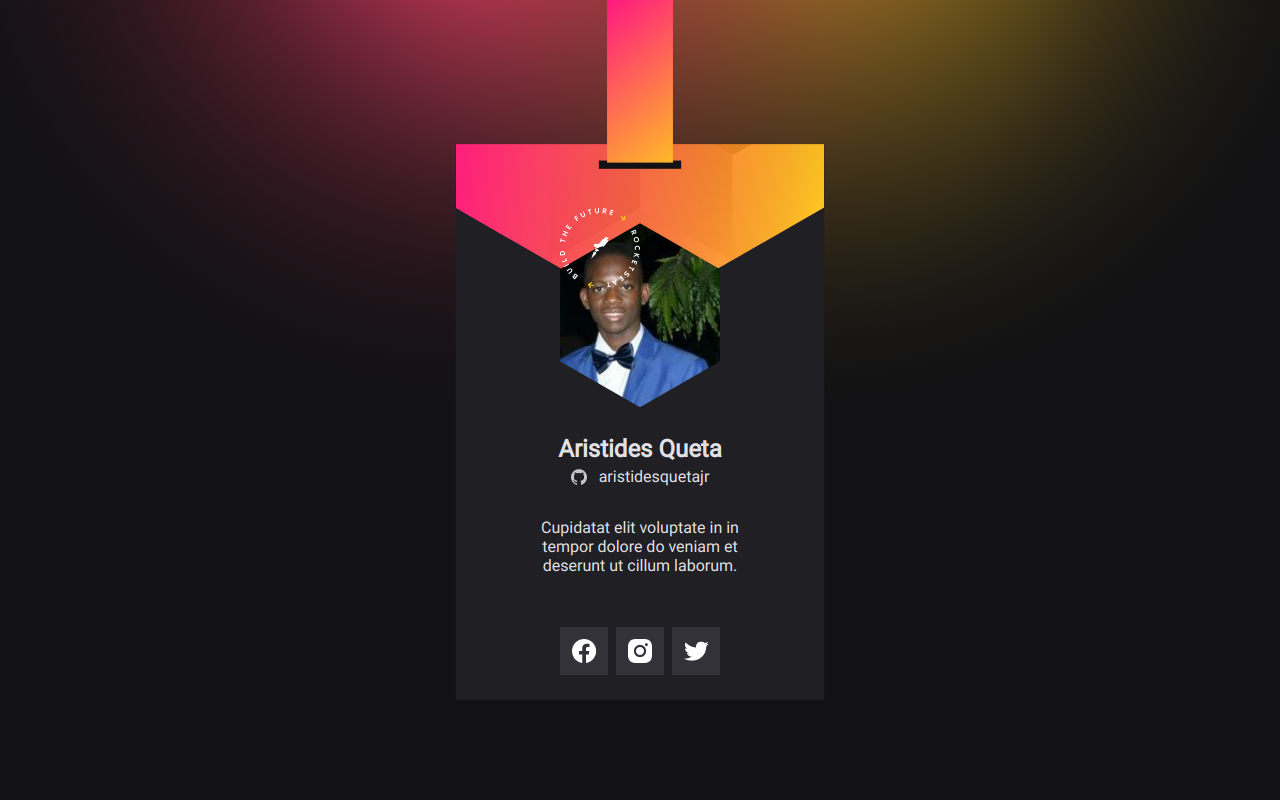 BUILD THE FUTURE
ROCKETSEAT
Aristides Queta
aristidesquetajr
Cupidatat elit voluptate in in
tempor dolore do veniam et
deserunt ut cillum laborum.